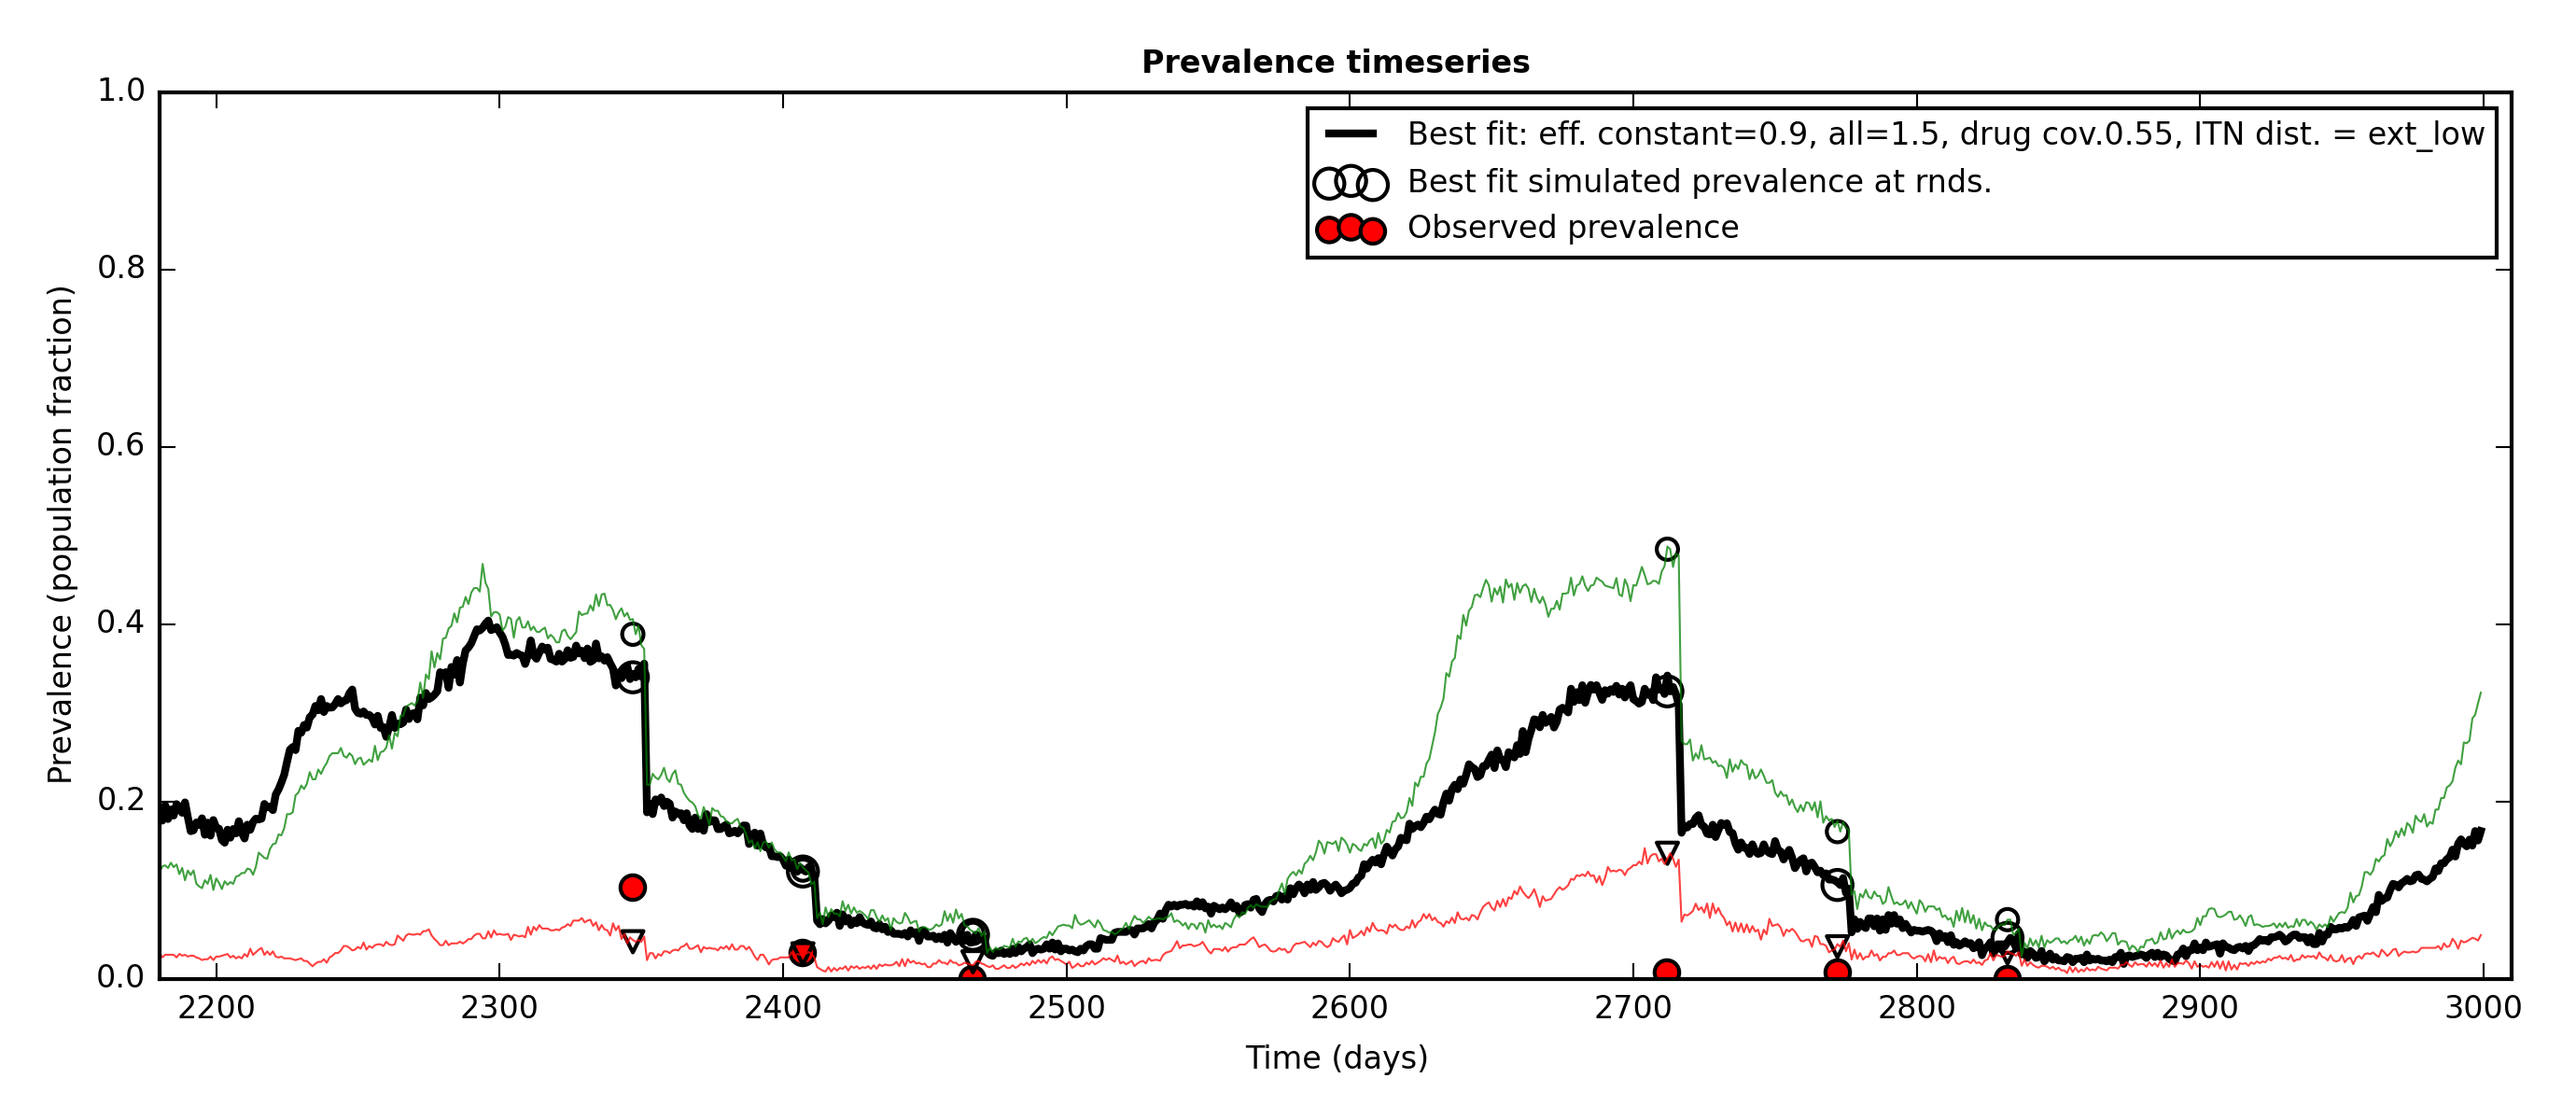 Prevalence timeseries
Best fit: eff. constant=0.9, all=1.5, drug cov.0.55, ITN dist. = ext_low
Best fit simulated prevalence at rnds.
Observed prevalence
Prevalence (population fraction)
1.0
0.8
0.6
0.4
0.2
0.0
2200 2300 2400 2500 2600 2700 2800 2900 3000
Time (days)